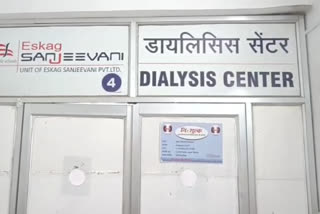 Eskag
SANJEEVANI
UNIT OF ESKAG SANJEEVANI PVT.LTD.
4
डायलिसिस सेंटर
DIALYSIS CENTER
नि:शुल्क